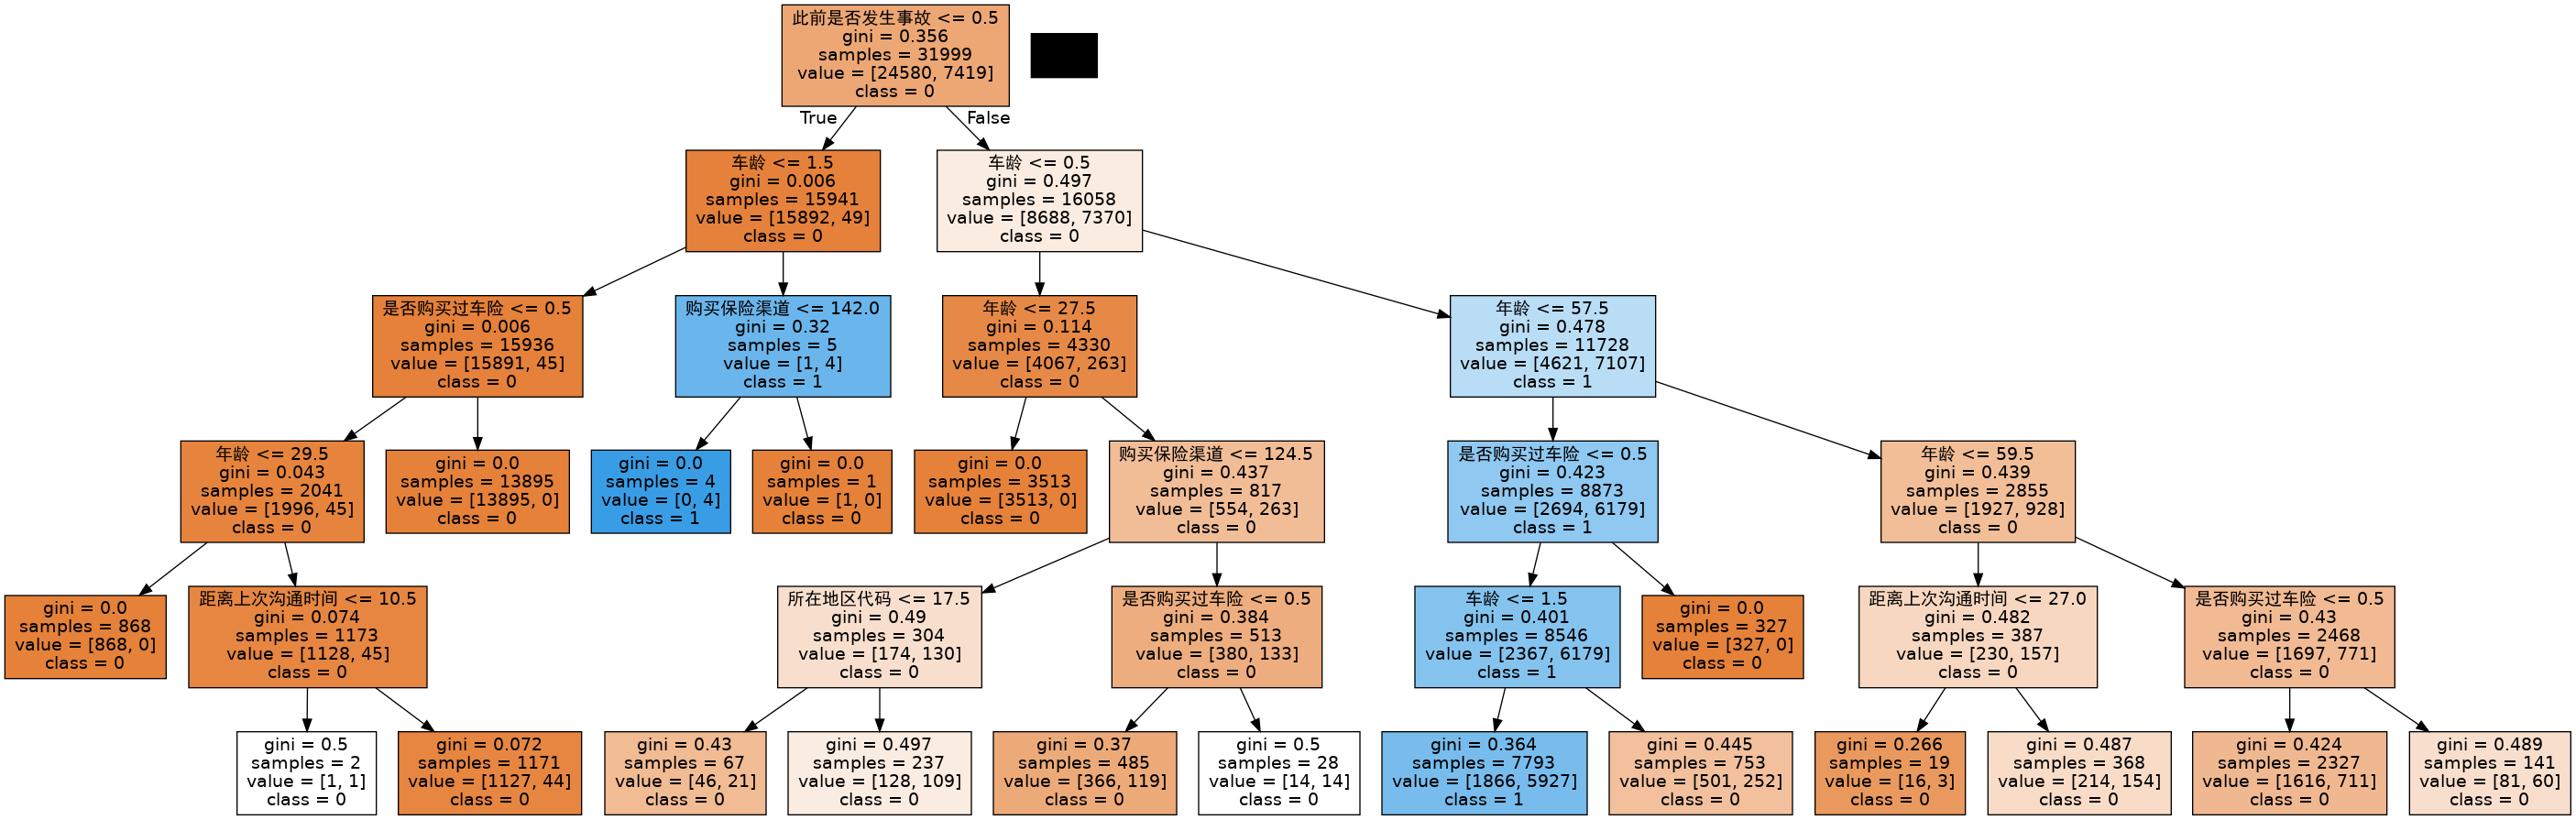 此前是否发生事故 <= 0.5
gini = 0.356
samples = 31999
value = [24580, 7419]
class = 0
True
False
车龄 <= 1.5
gini = 0.006
samples = 15941
value = [15892, 49]
class = 0
车龄 <= 0.5
gini = 0.497
samples = 16058
value = [8688, 7370]
class = 0
是否购买过车险 <= 0.5
gini = 0.006
samples = 15936
value = [15891, 45]
class = 0
购买保险渠道 <= 142.0
gini = 0.32
samples = 5
value = [1, 4]
class = 1
年龄 <= 27.5
gini = 0.114
samples = 4330
value = [4067, 263]
class = 0
年龄 <= 57.5
gini = 0.478
samples = 11728
value = [4621, 7107]
class = 1
年龄 <= 29.5
gini = 0.043
samples = 2041
value = [1996, 45]
class = 0
gini = 0.0
samples = 13895
value = [13895, 0]
class = 0
gini = 0.0
samples = 4
value = [0, 4]
class = 1
gini = 0.0
samples = 1
value = [1, 0]
class = 0
gini = 0.0
samples = 3513
value = [3513, 0]
class = 0
购买保险渠道 <= 124.5
gini = 0.437
samples = 817
value = [554, 263]
class = 0
是否购买过车险 <= 0.5
gini = 0.423
samples = 8873
value = [2694, 6179]
class = 1
年龄 <= 59.5
gini = 0.439
samples = 2855
value = [1927, 928]
class = 0
gini = 0.0
samples = 868
value = [868, 0]
class = 0
距离上次沟通时间 <= 10.5
gini = 0.074
samples = 1173
value = [1128, 45]
class = 0
所在地区代码 <= 17.5
gini = 0.49
samples = 304
value = [174, 130]
class = 0
是否购买过车险 <= 0.5
gini = 0.384
samples = 513
value = [380, 133]
class = 0
车龄 <= 1.5
gini = 0.401
samples = 8546
value = [2367, 6179]
class = 1
gini = 0.0
samples = 327
value = [327, 0]
class = 0
距离上次沟通时间 <= 27.0
gini = 0.482
samples = 387
value = [230, 157]
class = 0
是否购买过车险 <= 0.5
gini = 0.43
samples = 2468
value = [1697, 771]
class = 0
gini = 0.5
samples = 2
value = [1, 1]
class = 0
gini = 0.072
samples = 1171
value = [1127, 44]
class = 0
gini = 0.43
samples = 67
value = [46, 21]
class = 0
gini = 0.497
samples = 237
value = [128, 109]
class = 0
gini = 0.37
samples = 485
value = [366, 119]
class = 0
gini = 0.5
samples = 28
value = [14, 14]
class = 0
gini = 0.364
samples = 7793
value = [1866, 5927]
class = 1
gini = 0.445
samples = 753
value = [501, 252]
class = 0
gini = 0.266
samples = 19
value = [16, 3]
class = 0
gini = 0.487
samples = 368
value = [214, 154]
class = 0
gini = 0.424
samples = 2327
value = [1616, 711]
class = 0
gini = 0.489
samples = 141
value = [81, 60]
class = 0